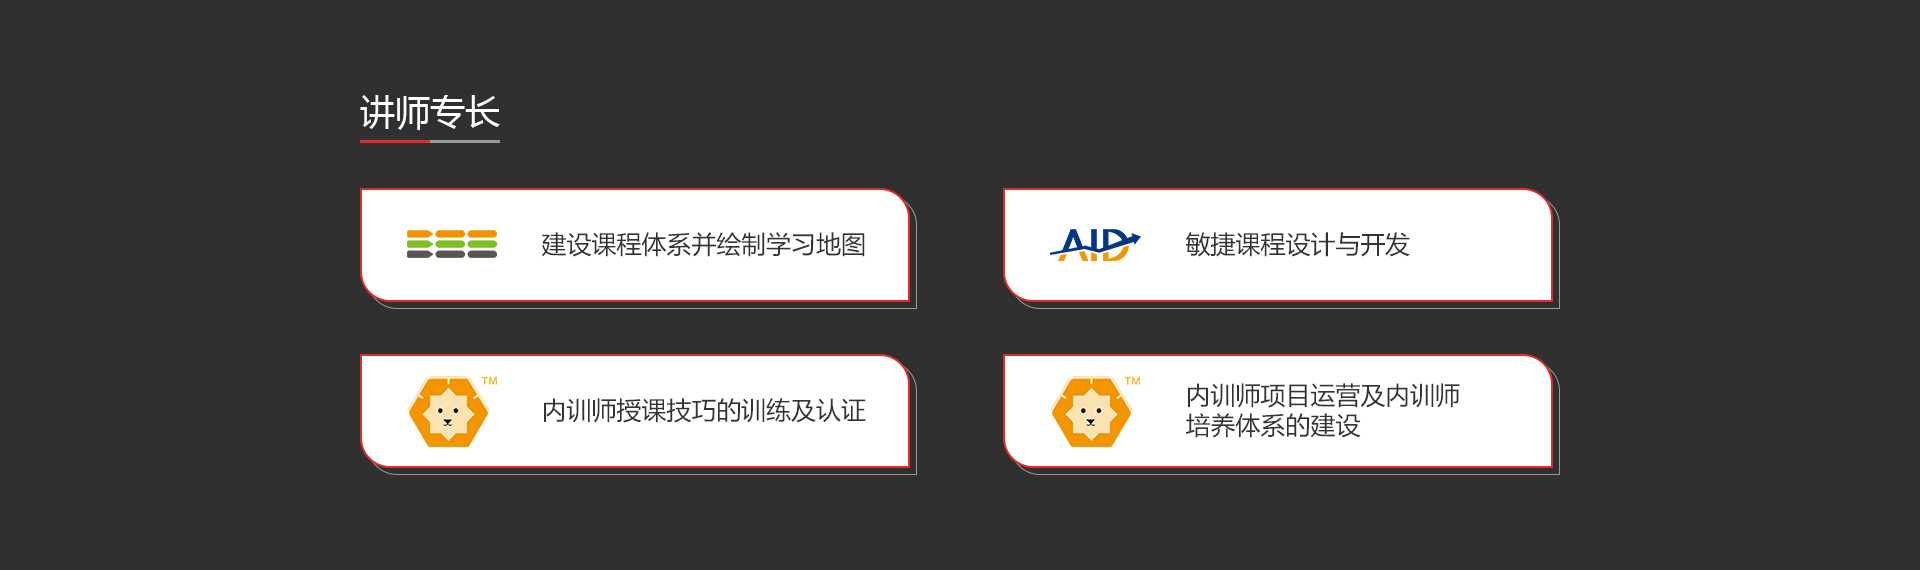 讲师专长
建设课程体系并绘制学习地图
AID
敏捷课程设计与开发
TM
内训师授课技巧的训练及认证
TM
内训师项目运营及内训师
培养体系的建设